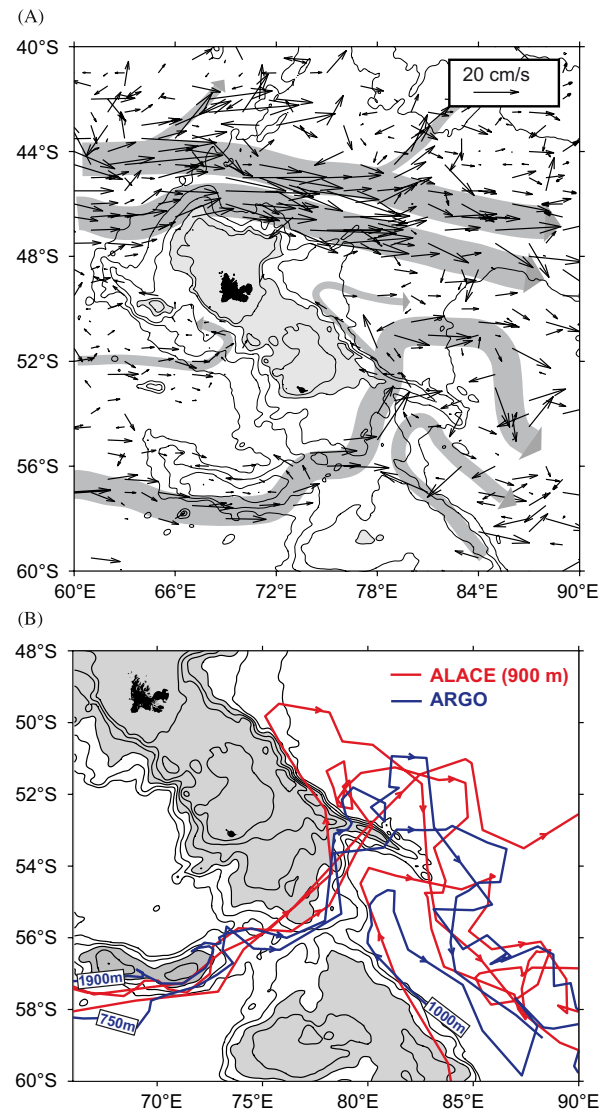 (A)
40°S
20 cm/s
44°S
48°S
52°S
56°S
60°S
60°E 66°E 72°E 78°E 84°E 90°E
(B)
48°S
ALACE (900 m)
ARGO
50°S
52°S
54°S
56°S
1900m
1000m
58°S
750m
60°S
70°E 75°E 80°E 85°E 90°E